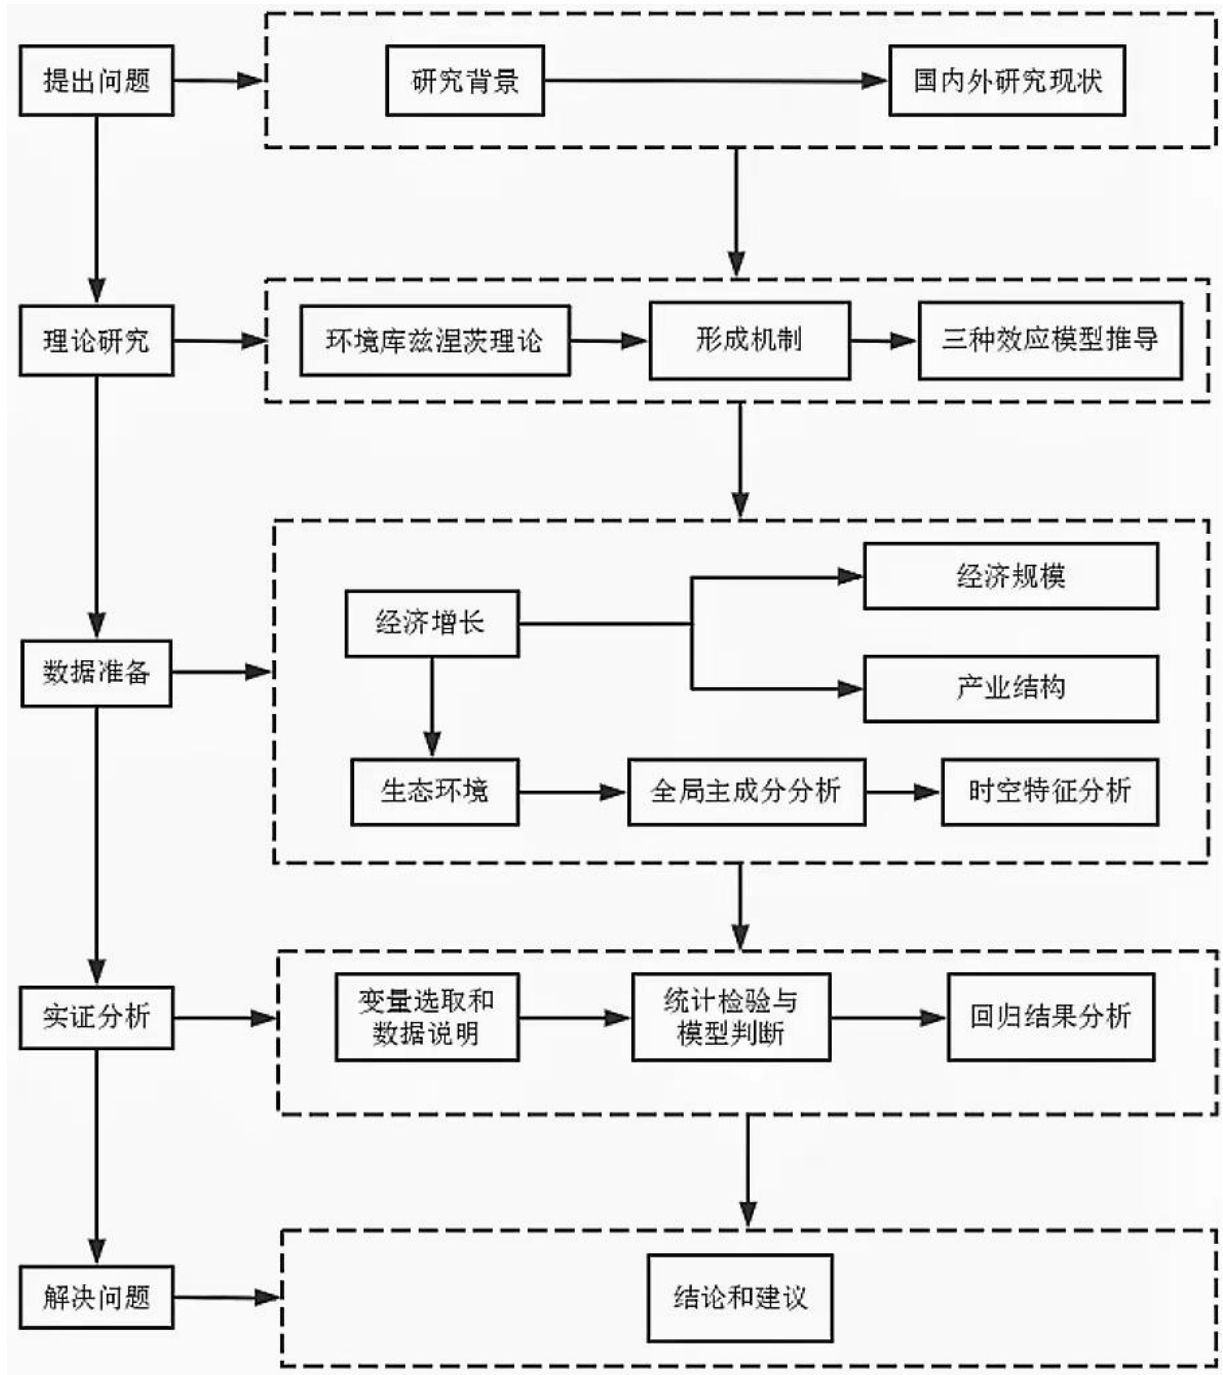 提出问题
研究背景
国内外研究现状
理论研究
环境库兹涅茨理论
形成机制
三种效应模型推导
数据准备
经济增长
经济规模
产业结构
生态环境
全局主成分分析
时空特征分析
实证分析
变量选取和
数据说明
统计检验与
模型判断
回归结果分析
解决问题
结论和建议